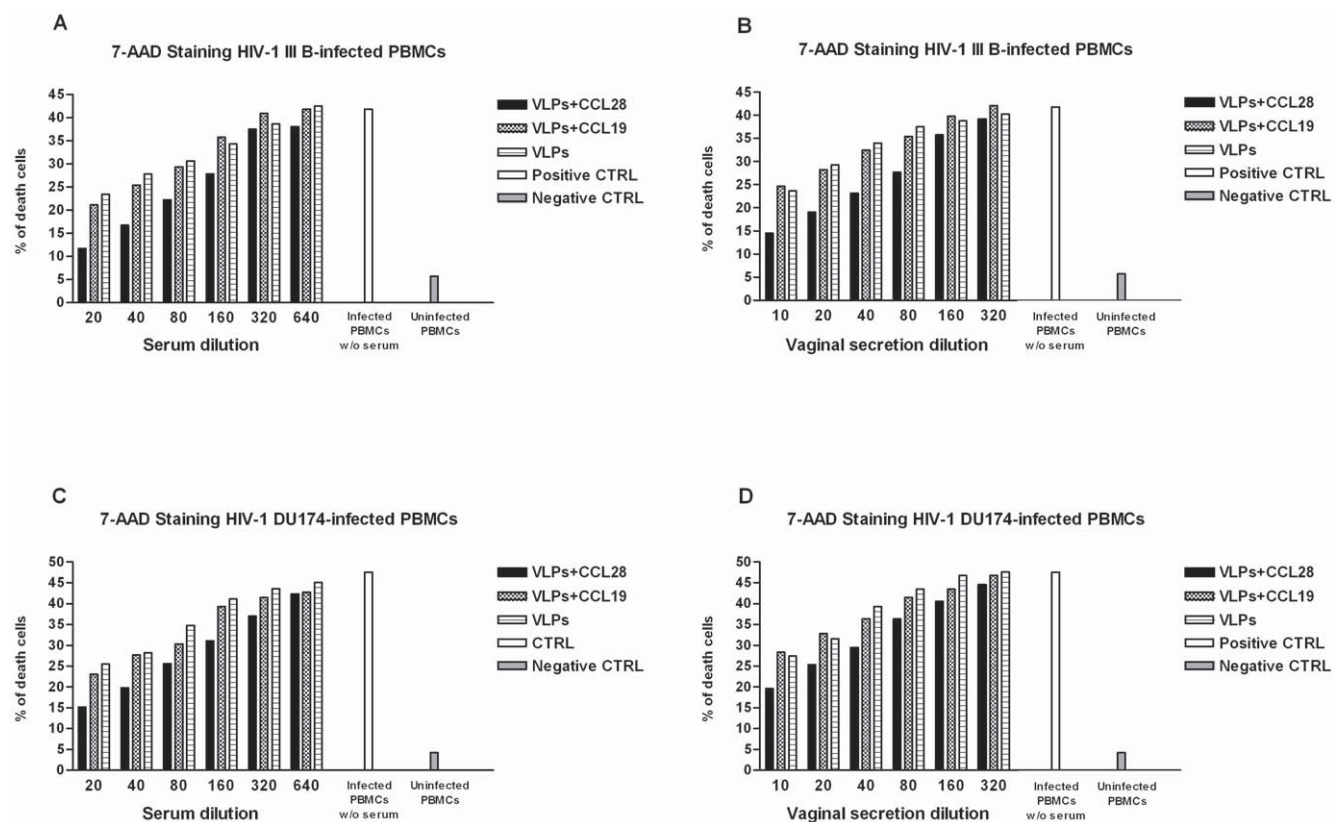 A
7-AAD Staining HIV-1 III B-infected PBMCs
% of death cells
45
40
35
30
25
20
15
10
5
0
20 40 80 160 320 640
Infected PBMCs w/o serum
Uninfected PBMCs
Serum dilution
VLPs+CCL28
VLPs+CCL19
VLPs
Positive CTRL
Negative CTRL
B
7-AAD Staining HIV-1 III B-infected PBMCs
% of death cells
45
40
35
30
25
20
15
10
5
0
10 20 40 80 160 320
Infected PBMCs w/o serum
Uninfected PBMCs
Vaginal secretion dilution
VLPs+CCL28
VLPs+CCL19
VLPs
Positive CTRL
Negative CTRL
C
7-AAD Staining HIV-1 DU174-infected PBMCs
% of death cells
50
45
40
35
30
25
20
15
10
5
0
20 40 80 160 320 640
Infected PBMCs w/o serum
Uninfected PBMCs
Serum dilution
VLPs+CCL28
VLPs+CCL19
VLPs
CTRL
Negative CTRL
D
7-AAD Staining HIV-1 DU174-infected PBMCs
% of death cells
50
45
40
35
30
25
20
15
10
5
0
10 20 40 80 160 320
Infected PBMCs w/o serum
Uninfected PBMCs
Vaginal secretion dilution
VLPs+CCL28
VLPs+CCL19
VLPs
Positive CTRL
Negative CTRL